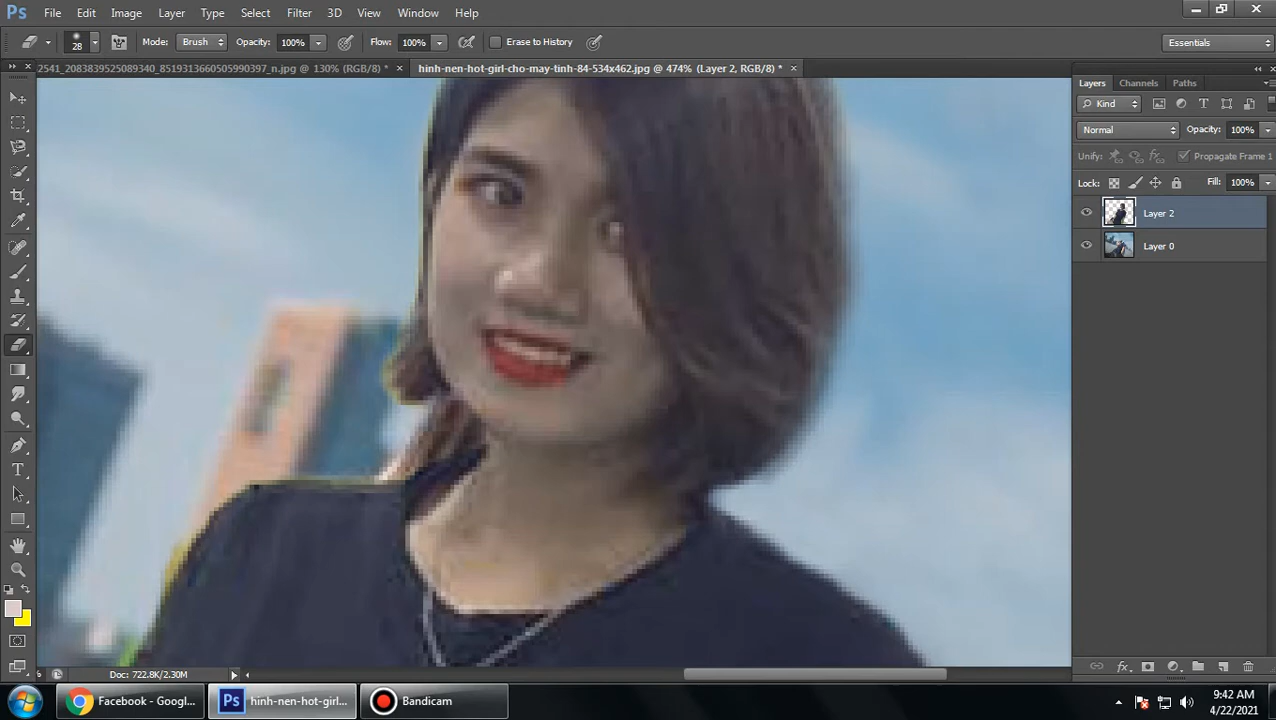 Ps File Edit Image Layer Type Select Filter 3D View Window Help
28 Mode: Brush Opacity: 100% Flow: 100% Erase to History Essentials
2541_2083839525089340_8519313660505990397_n.jpg @ 130% (RGB/8) * × hinh-nen-hot-girl-cho-may-tinh-84-534x462.jpg @ 474% (Layer 2, RGB/8) * ×
Layers Channels Paths
Kind
Normal Opacity: 100%
Unify: Propagate Frame 1
Lock: Fill: 100%
Layer 2
Layer 0
Doc: 722.8K/2.30M
Facebook - Googl... Ps hinh-nen-hot-girl... Bandicam
9:42 AM
4/22/2021